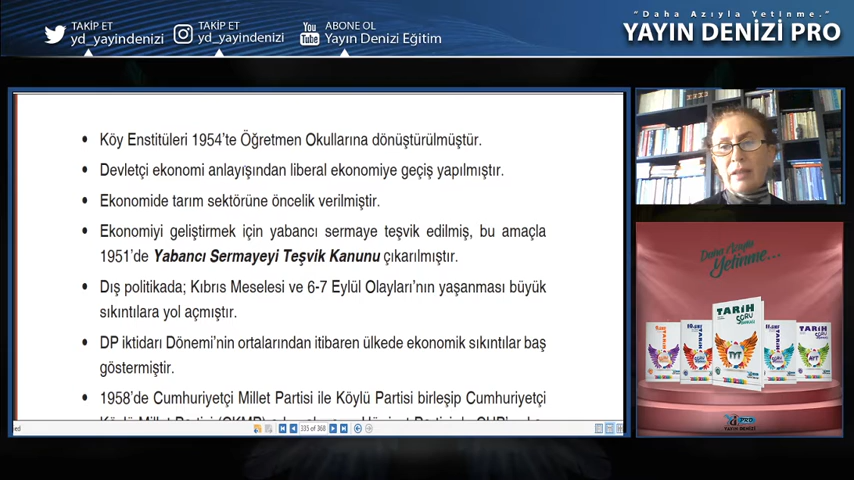 TAKİP ET
yd_yayindenizi
TAKİP ET
yd_yayindenizi
You
Tube
ABONE OL
Yayın Denizi Eğitim
"Daha Azıyla Yetinme."
YAYIN DENİZİ PRO
• Köy Enstitüleri 1954'te Öğretmen Okullarına dönüştürülmüştür.
• Devletçi ekonomi anlayışından liberal ekonomiye geçiş yapılmıştır.
• Ekonomide tarım sektörüne öncelik verilmiştir.
• Ekonomiyi geliştirmek için yabancı sermaye teşvik edilmiş, bu amaçla
1951'de Yabancı Sermayeyi Teşvik Kanunu çıkarılmıştır.
• Dış politikada; Kıbrıs Meselesi ve 6-7 Eylül Olayları'nın yaşanması büyük
sıkıntılara yol açmıştır.
• DP iktidarı Dönemi'nin ortalarından itibaren ülkede ekonomik sıkıntılar baş
göstermiştir.
• 1958'de Cumhuriyetçi Millet Partisi ile Köylü Partisi birleşip Cumhuriyetçi
335 of 368
Daha Azıyla
Yetinme...
TARİH
SORU
TYT
TARİH
SORU
AYT
PRO
YAYIN DENİZİ